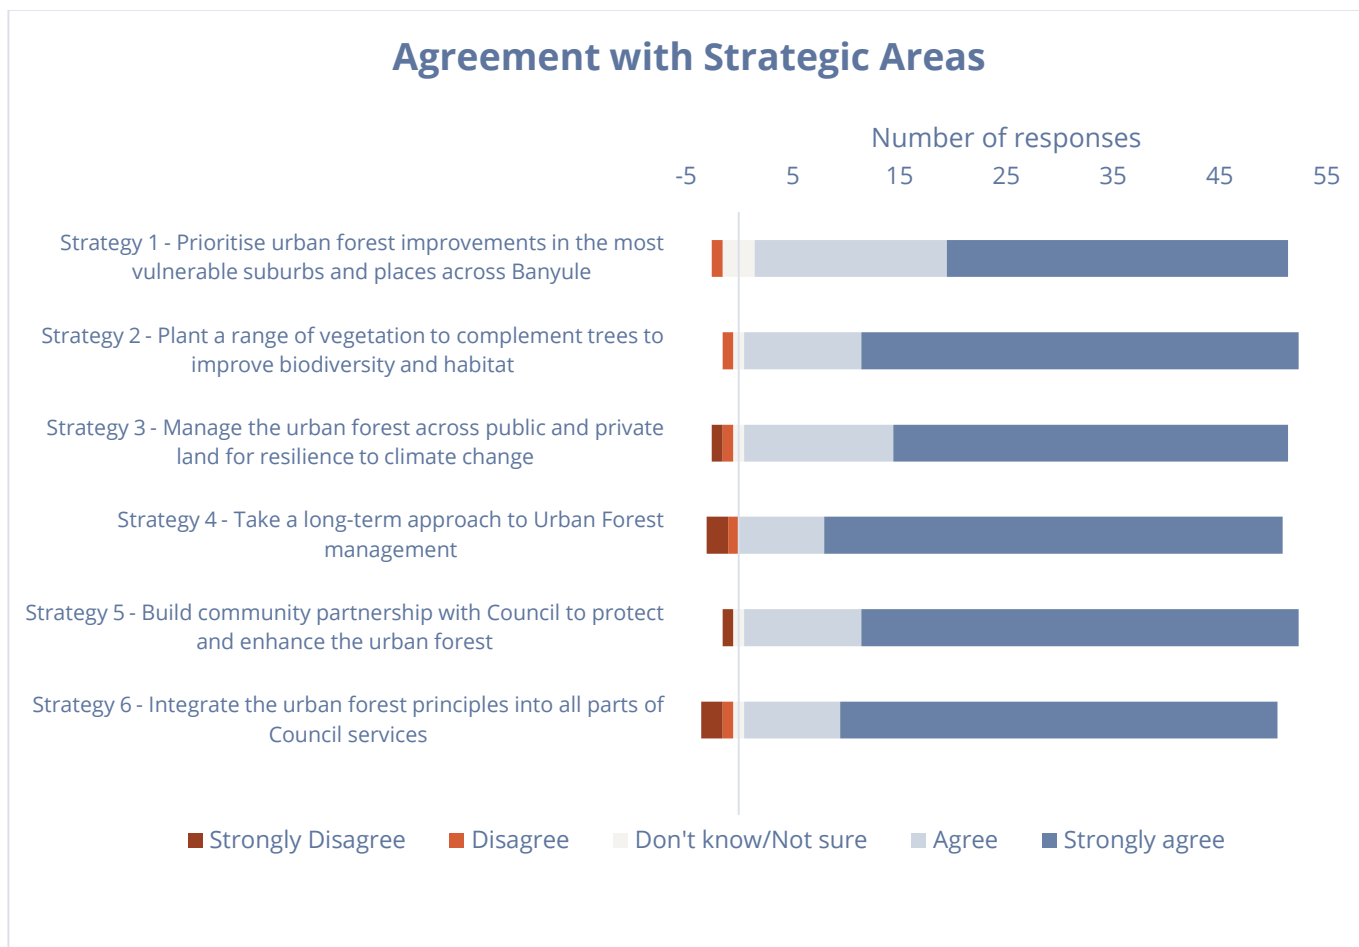 Agreement with Strategic Areas
Number of responses
-5 5 15 25 35 45 55
Strategy 1 - Prioritise urban forest improvements in the most
vulnerable suburbs and places across Banyule
Strategy 2 - Plant a range of vegetation to complement trees to
improve biodiversity and habitat
Strategy 3 - Manage the urban forest across public and private
land for resilience to climate change
Strategy 4 - Take a long-term approach to Urban Forest
management
Strategy 5 - Build community partnership with Council to protect
and enhance the urban forest
Strategy 6 - Integrate the urban forest principles into all parts of
Council services
Strongly Disagree Disagree Don't know/Not sure Agree Strongly agree